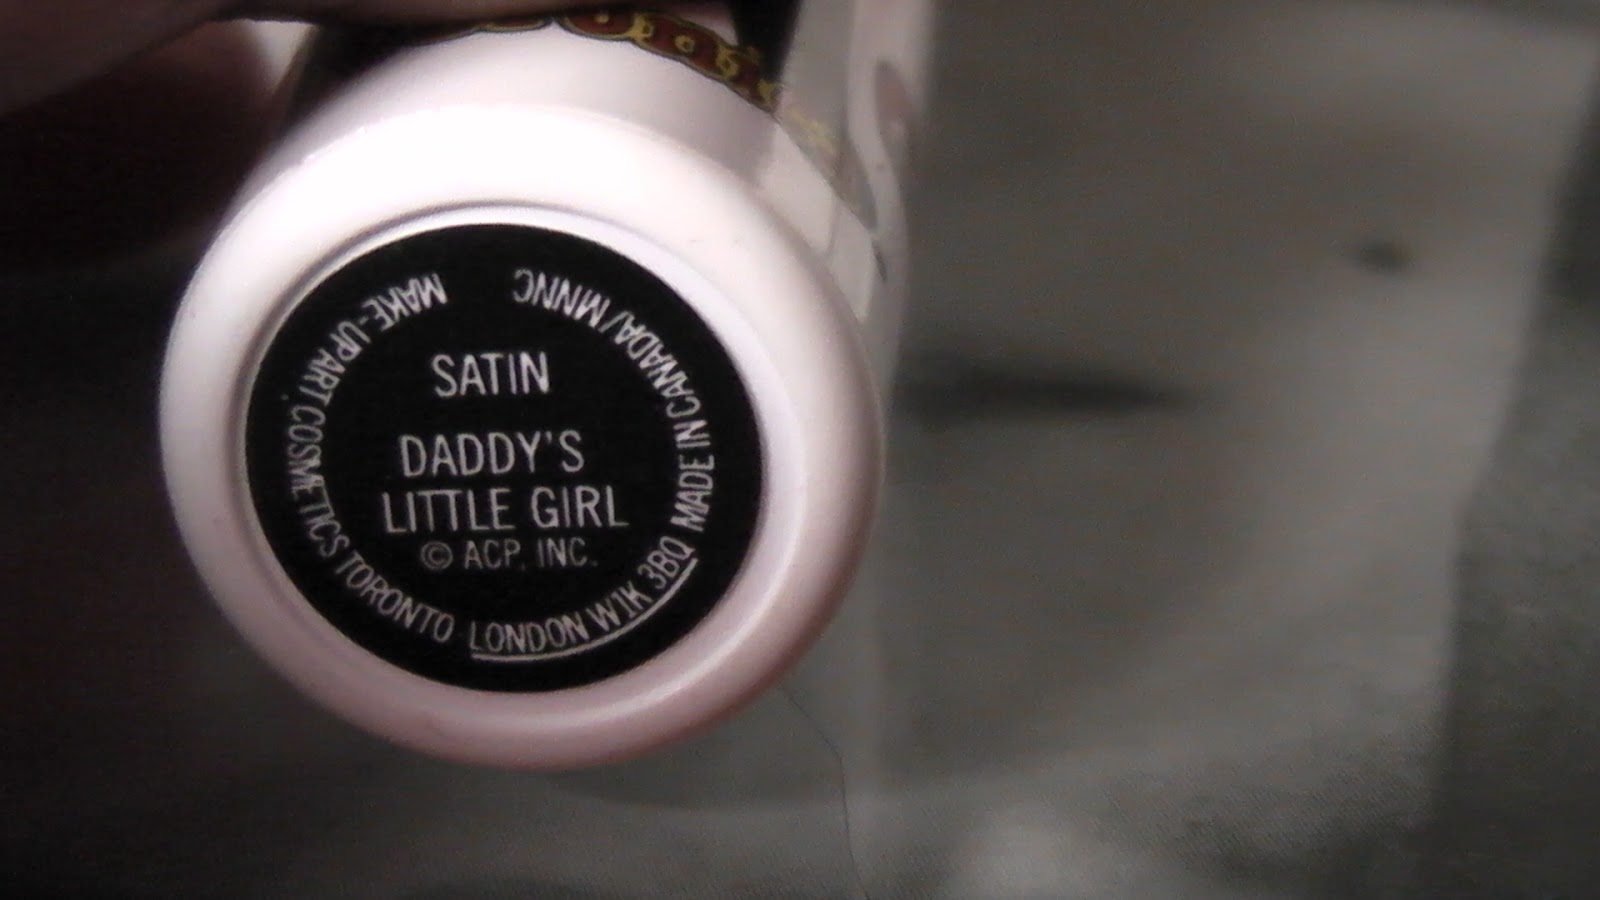 SATIN
DADDY'S
LITTLE GIRL
© ACP, INC.
MAKE-UP ART COSMETICS TORONTO LONDON W1K 3BQ MADE IN CANADA/MNNC